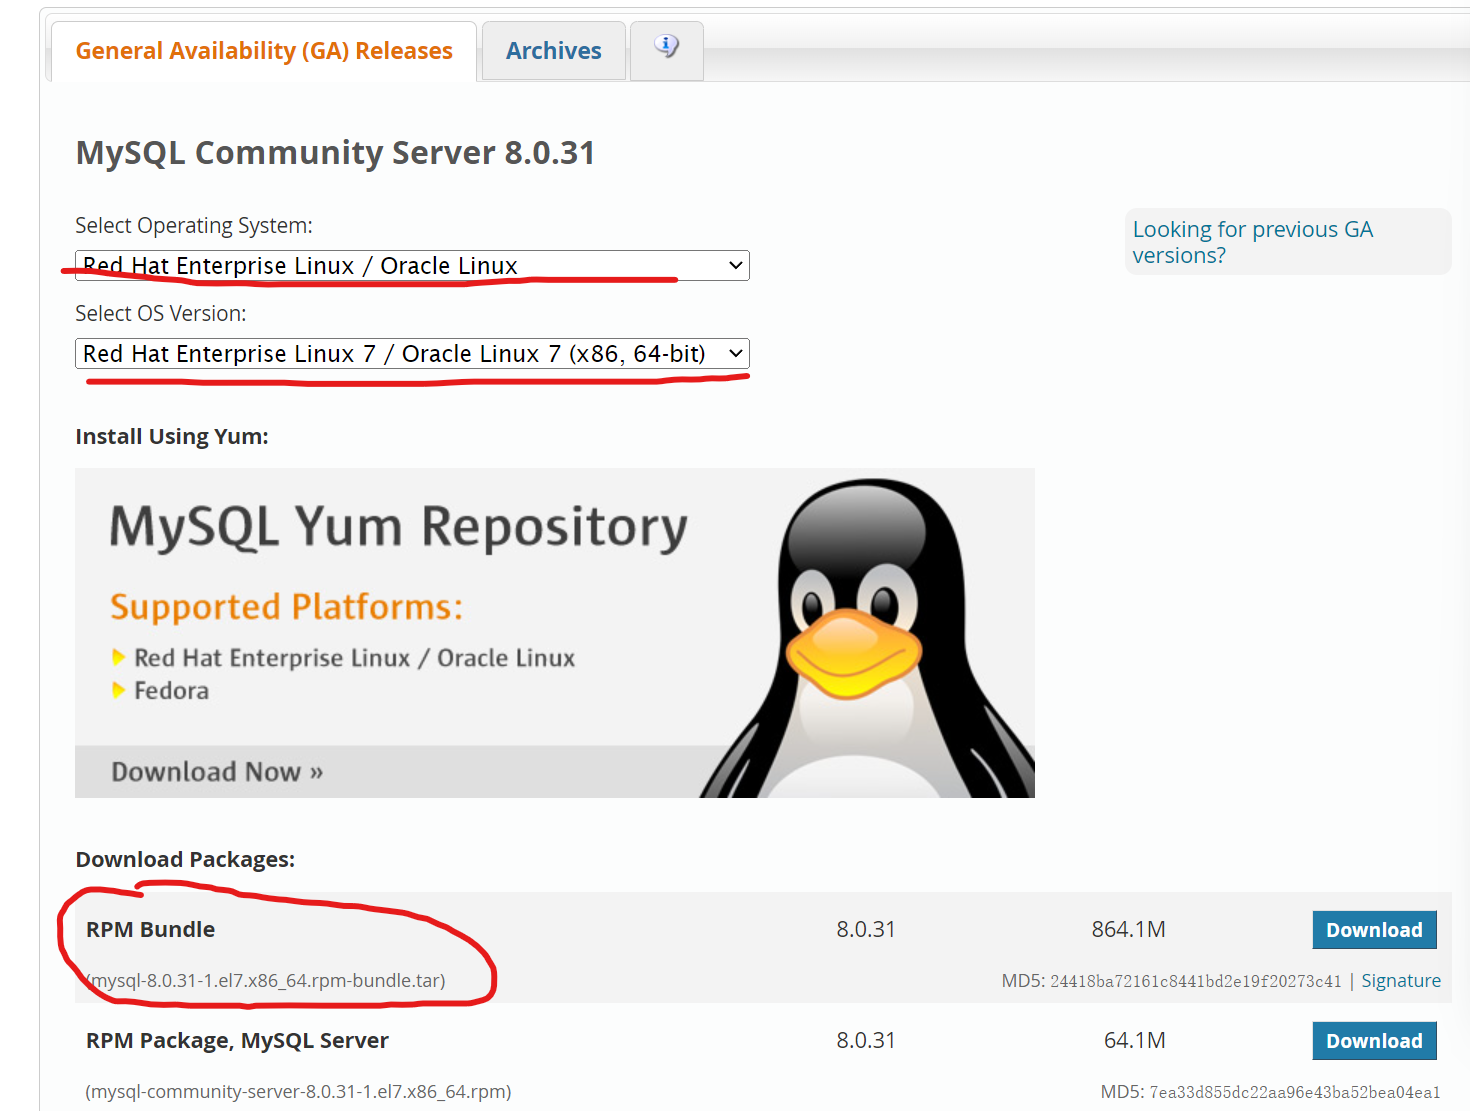 General Availability (GA) Releases
Archives
MySQL Community Server 8.0.31
Select Operating System:
Looking for previous GA
versions?
Red Hat Enterprise Linux / Oracle Linux
Select OS Version:
Red Hat Enterprise Linux 7 / Oracle Linux 7 (x86, 64-bit)
Install Using Yum:
MySQL Yum Repository
Supported Platforms:
Red Hat Enterprise Linux / Oracle Linux
Fedora
Download Now »
Download Packages:
RPM Bundle 8.0.31 864.1M Download
(mysql-8.0.31-1.el7.x86_64.rpm-bundle.tar) MD5: 24418ba72161c8441bd2e19f20273c41 | Signature
RPM Package, MySQL Server 8.0.31 64.1M Download
(mysql-community-server-8.0.31-1.el7.x86_64.rpm) MD5: 7ea33d855dc22aa96e43ba52bea04ea1